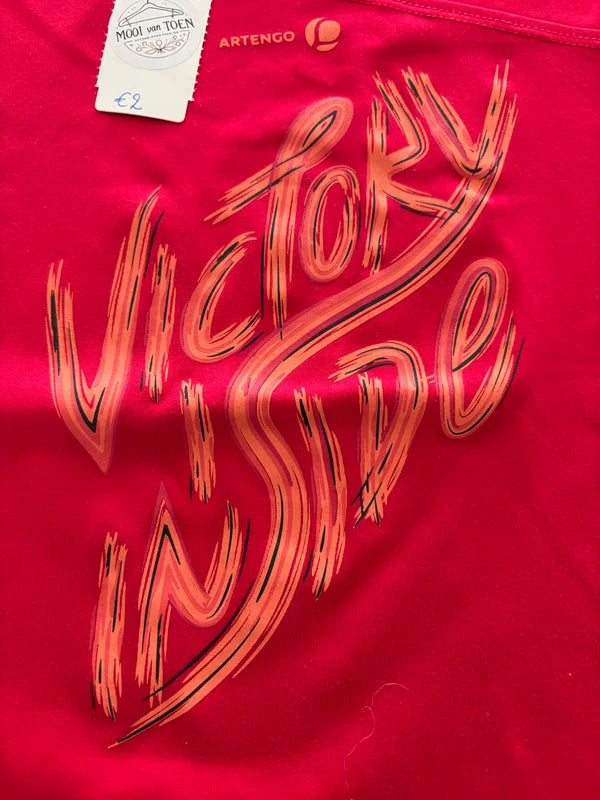 MOOI van TOEN
€2
ARTENGO
VICTORY
INSIDe